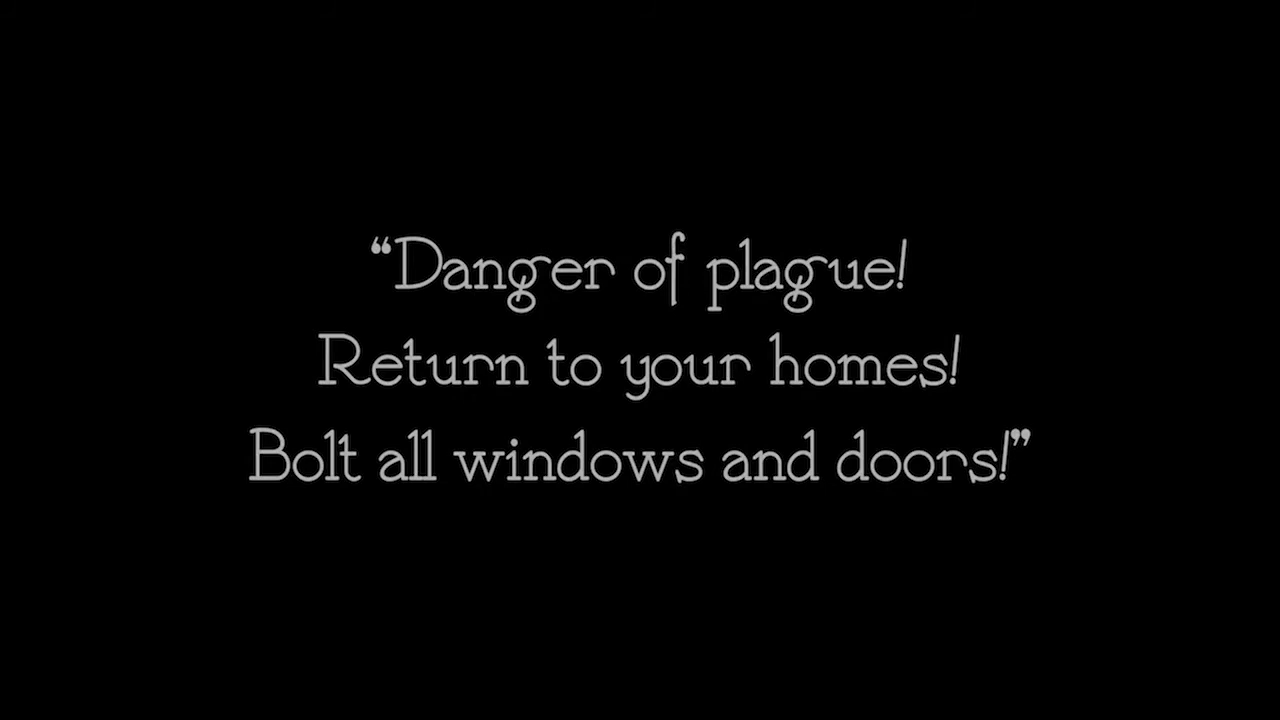 “Danger of plague!
Return to your homes!
Bolt all windows and doors!”